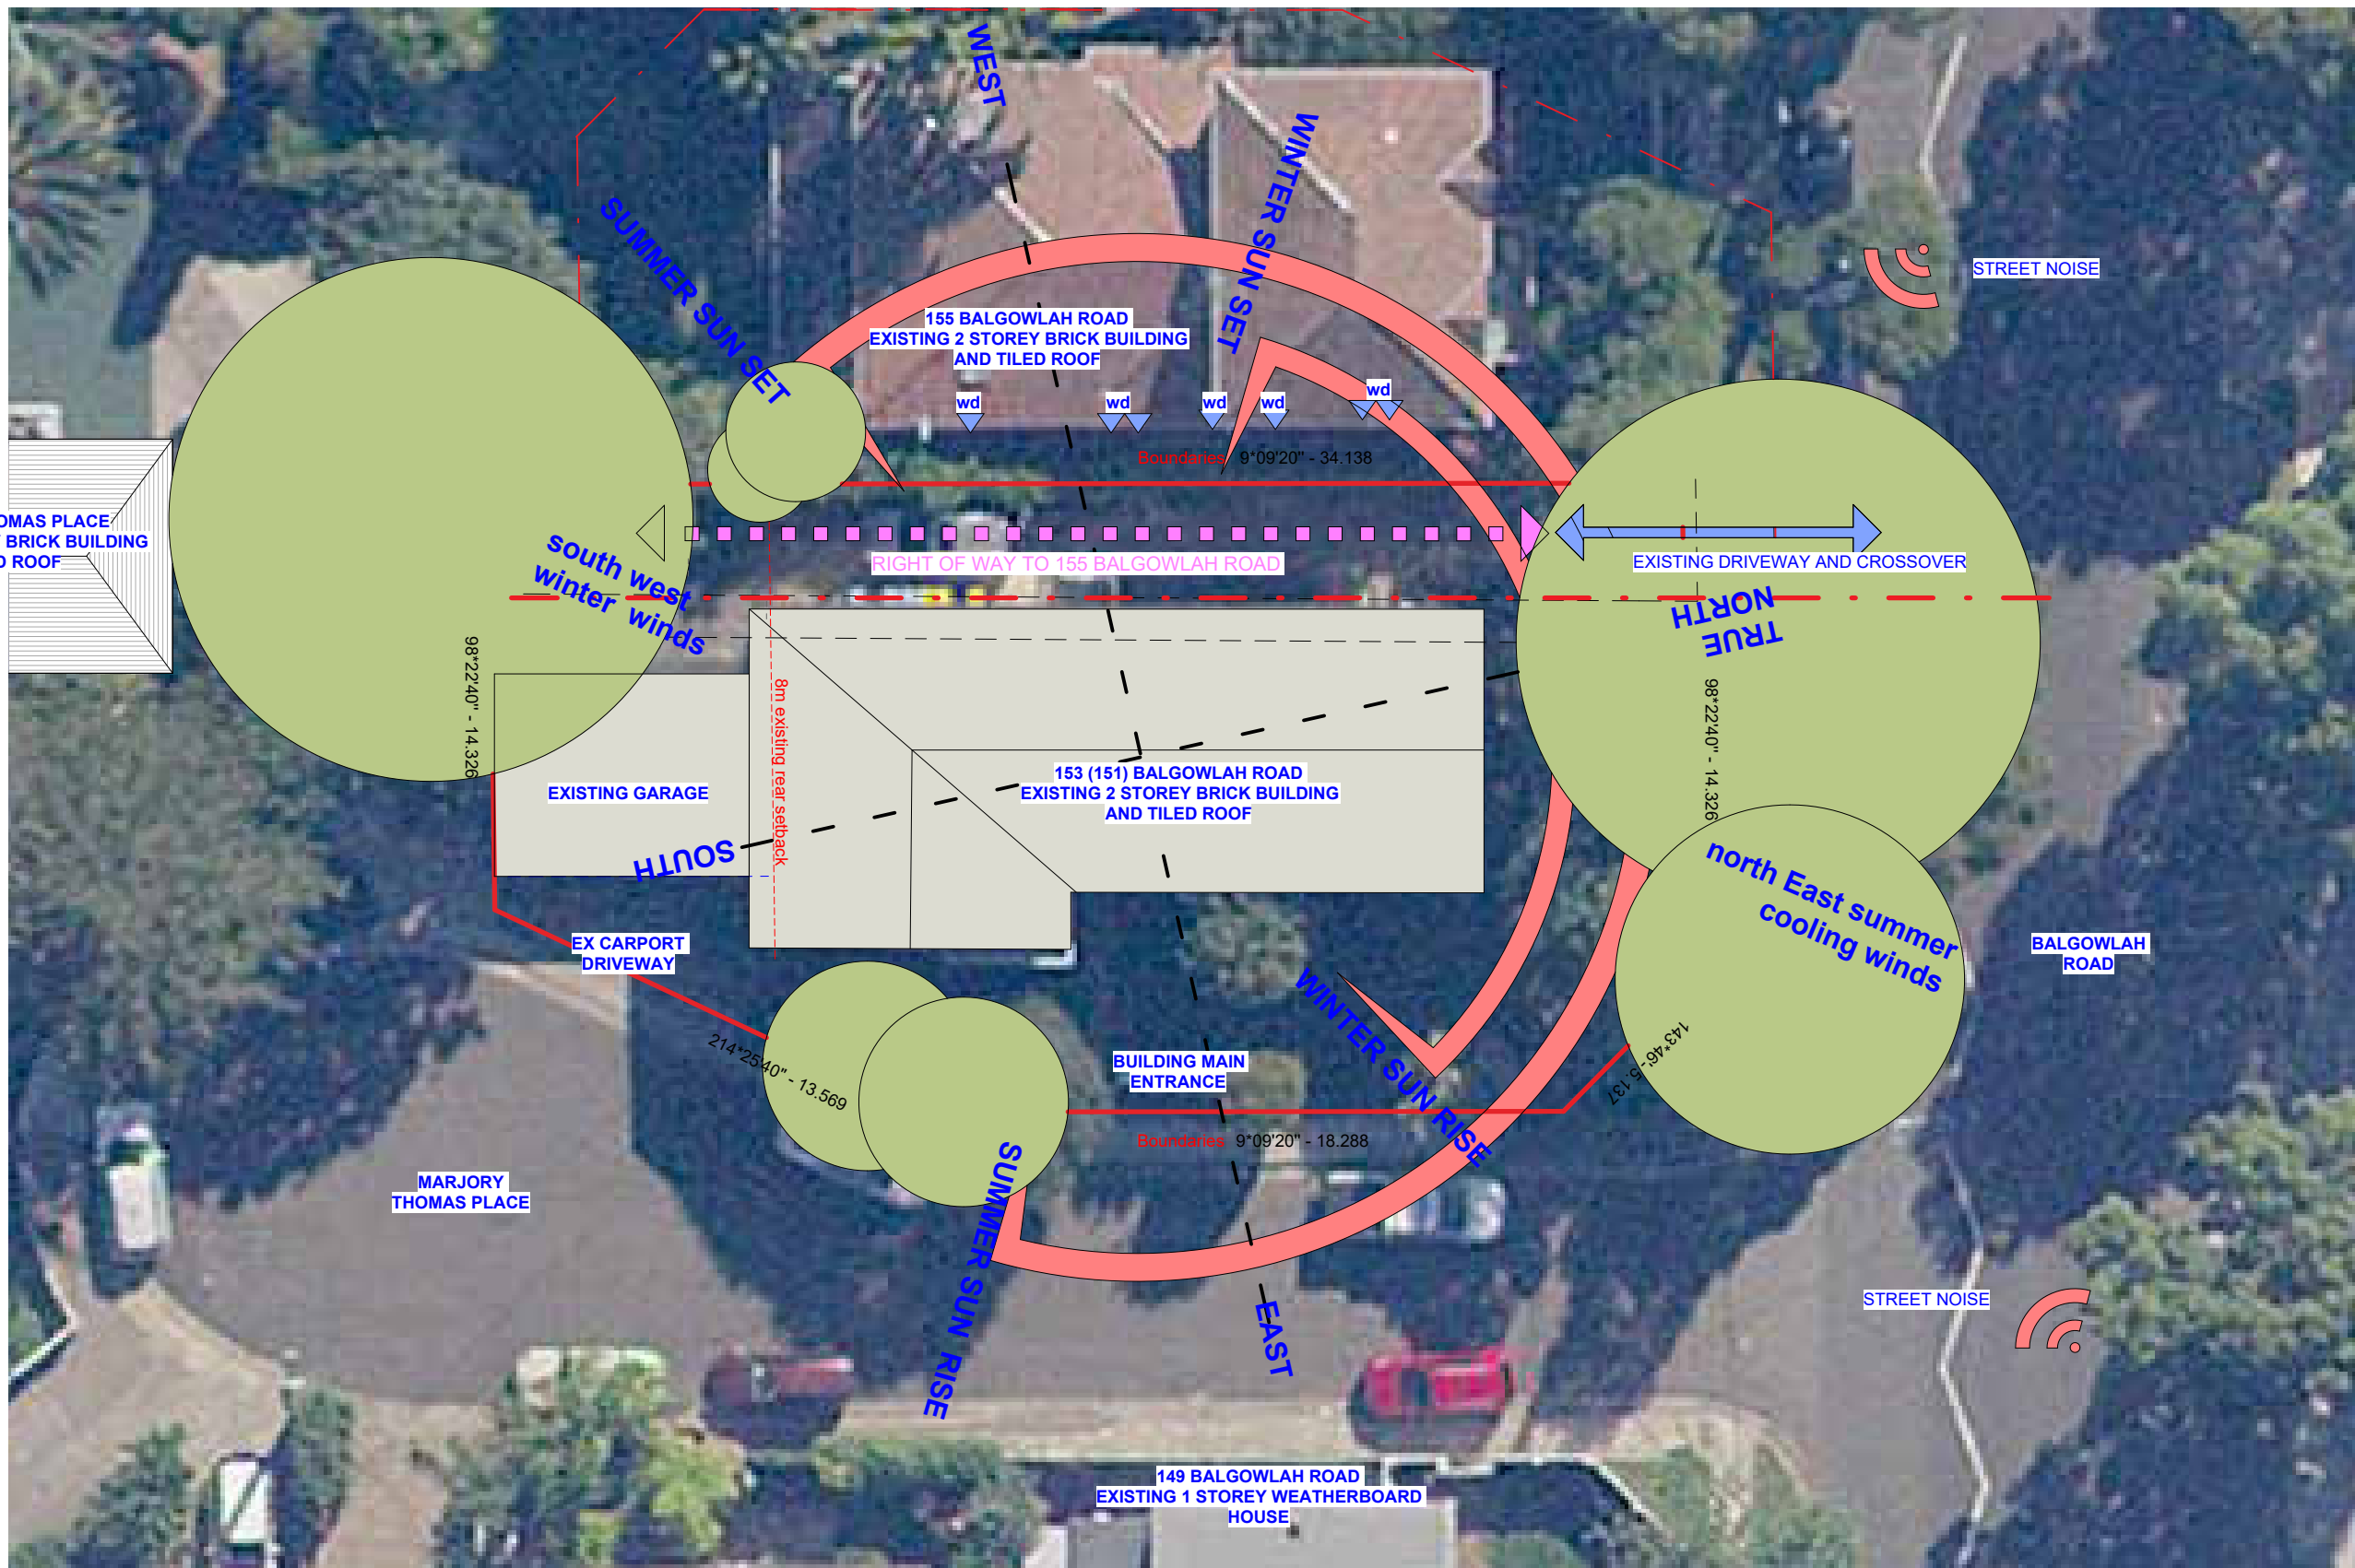 WEST
WINTER SUN SET
SUMMER SUN SET
STREET NOISE
155 BALGOWLAH ROAD
EXISTING 2 STOREY BRICK BUILDING
AND TILED ROOF
wd
wd
wd
wd
wd
Boundaries 9*09'20" - 34.138
OMAS PLACE
BRICK BUILDING
D ROOF
south west
winter winds
RIGHT OF WAY TO 155 BALGOWLAH ROAD
EXISTING DRIVEWAY AND CROSSOVER
TRUE
NORTH
98*22'40" - 14.326
8m existing rear setback
98*22'40" - 14.326
EXISTING GARAGE
153 (151) BALGOWLAH ROAD
EXISTING 2 STOREY BRICK BUILDING
AND TILED ROOF
SOUTH
north East summer
cooling winds
EX CARPORT
DRIVEWAY
BALGOWLAH
ROAD
214*25'40" - 13.569
BUILDING MAIN
ENTRANCE
WINTER SUN RISE
143*46'- 5.137
Boundaries 9*09'20" - 18.288
MARJORY
THOMAS PLACE
SUMMER SUN RISE
EAST
STREET NOISE
149 BALGOWLAH ROAD
EXISTING 1 STOREY WEATHERBOARD
HOUSE